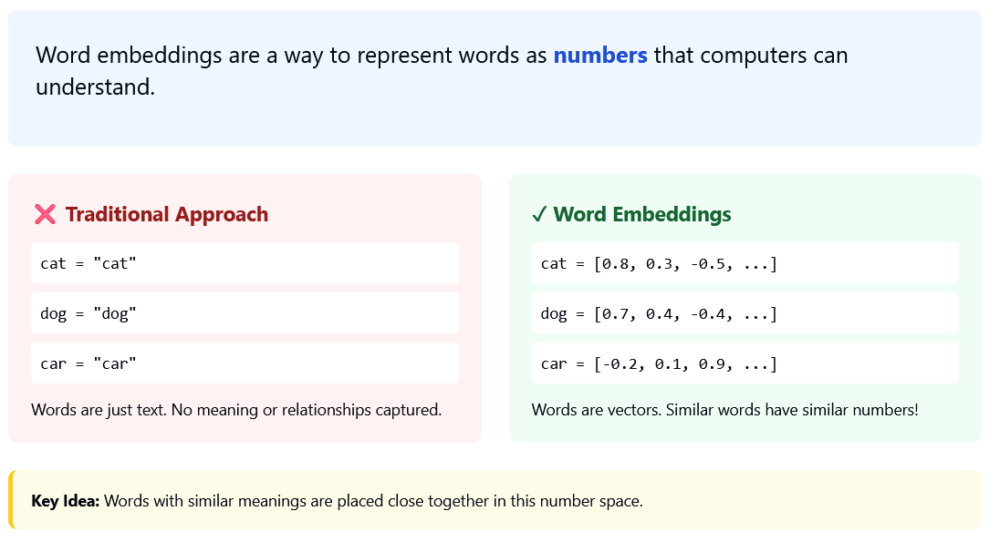 Word embeddings are a way to represent words as numbers that computers can
understand.
❌ Traditional Approach
cat = "cat"
dog = "dog"
car = "car"
Words are just text. No meaning or relationships captured.
✓ Word Embeddings
cat = [0.8, 0.3, -0.5, ...]
dog = [0.7, 0.4, -0.4, ...]
car = [-0.2, 0.1, 0.9, ...]
Words are vectors. Similar words have similar numbers!
Key Idea: Words with similar meanings are placed close together in this number space.